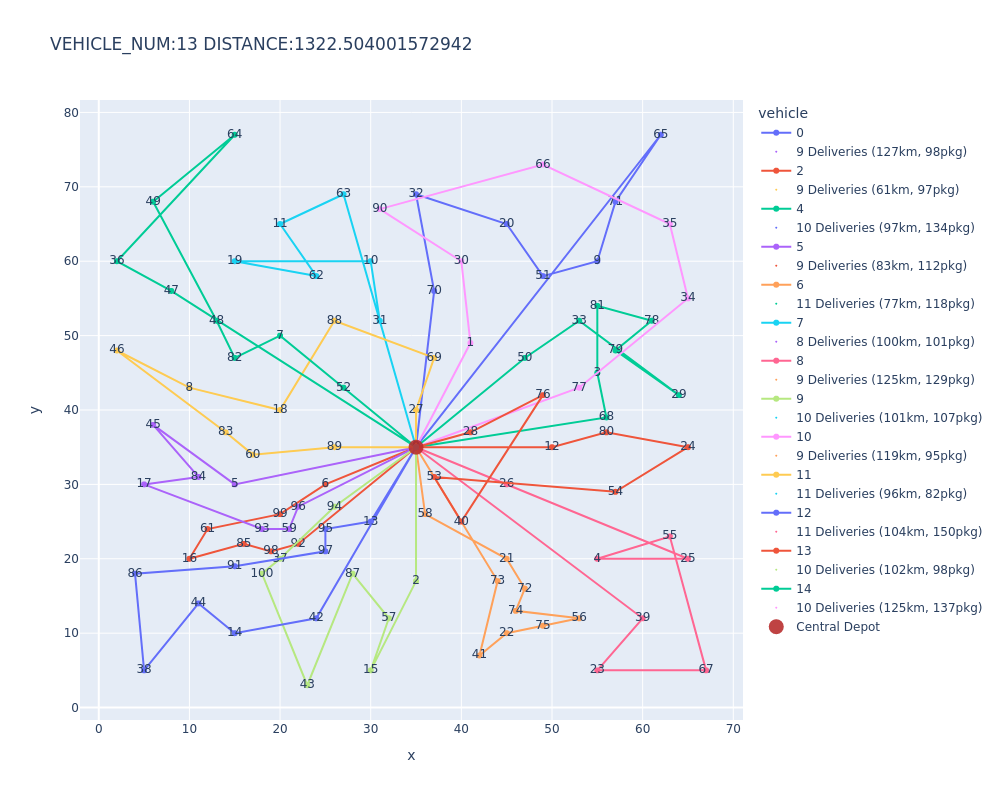 VEHICLE_NUM:13 DISTANCE:1322.504001572942
vehicle
0
9 Deliveries (127km, 98pkg)
2
9 Deliveries (61km, 97pkg)
4
10 Deliveries (97km, 134pkg)
5
9 Deliveries (83km, 112pkg)
6
11 Deliveries (77km, 118pkg)
7
8 Deliveries (100km, 101pkg)
8
9 Deliveries (125km, 129pkg)
9
10 Deliveries (101km, 107pkg)
10
9 Deliveries (119km, 95pkg)
11
11 Deliveries (96km, 82pkg)
12
11 Deliveries (104km, 150pkg)
13
10 Deliveries (102km, 98pkg)
14
10 Deliveries (125km, 137pkg)
Central Depot
y
80
70
60
50
40
30
20
10
0
0 10 20 30 40 50 60 70
x
64 65
66
49 63 32 71
90
11 20 35
36 19 10 30 9
62 51
47 70 34
81
48 88 31 33 78
7
46 82 69 50 79
1
3
8 52 77 29
76
18 27 68
45 83 28 80
60 89 12 24
84 53
17 5 6 26 54
96 94
99 58 40
61 93 59 95 13
85 98 92 97 55
16 37 21 4 25
91
86 100 87 2 73 72
44 74
14 42 57 75 56 39
22
41
38 15 23 67
43